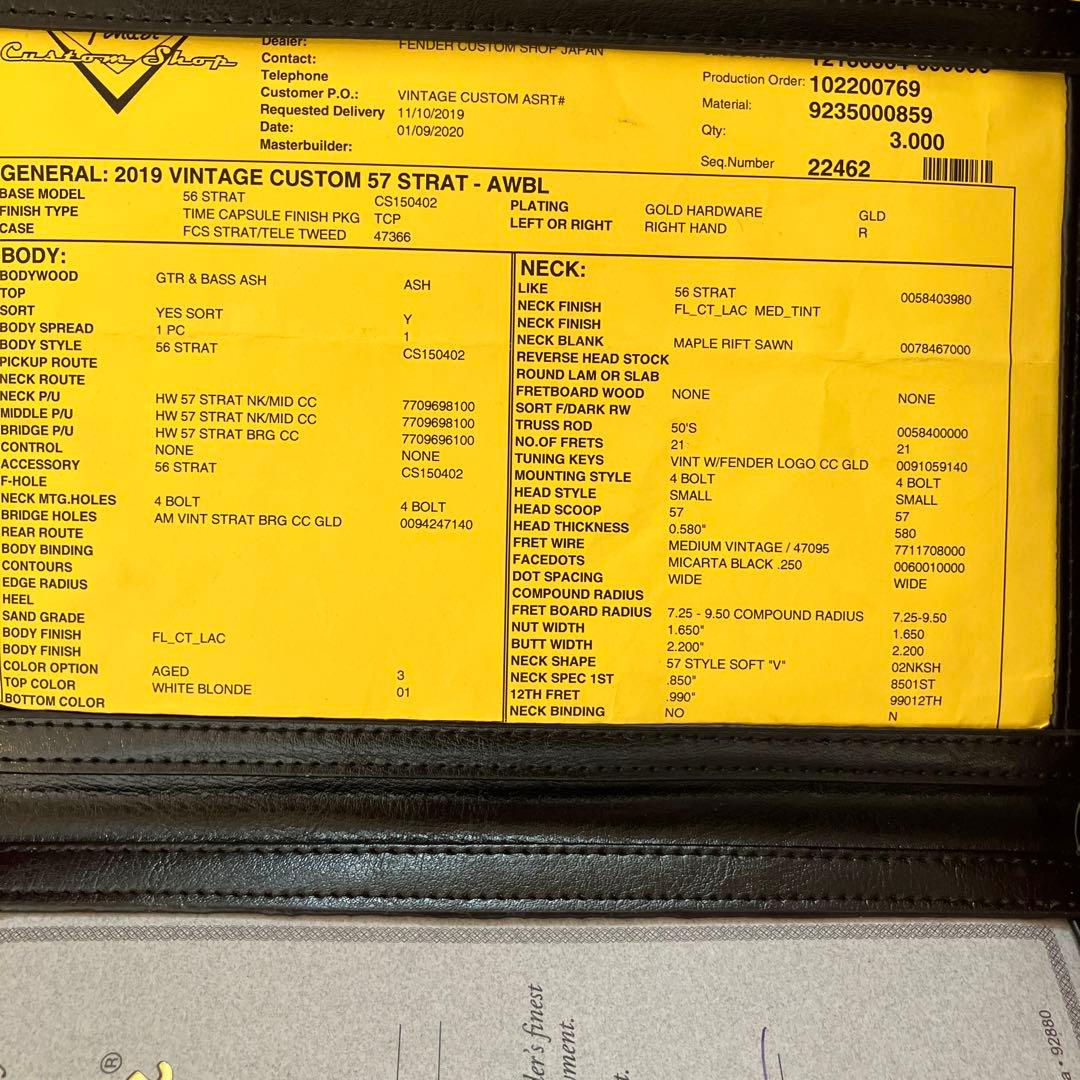 Fender
Custom Shop
Dealer: FENDER CUSTOM SHOP JAPAN
Contact:
Telephone
Customer P.O.: VINTAGE CUSTOM ASRT#
Requested Delivery 11/10/2019
Date: 01/09/2020
Masterbuilder:
Production Order: 102200769
Material: 9235000859
Qty: 3.000
Seq.Number 22462
GENERAL: 2019 VINTAGE CUSTOM 57 STRAT - AWBL
BASE MODEL 56 STRAT CS150402
FINISH TYPE TIME CAPSULE FINISH PKG TCP
CASE FCS STRAT/TELE TWEED 47366
PLATING GOLD HARDWARE GLD
LEFT OR RIGHT RIGHT HAND R
BODY:
BODYWOOD GTR & BASS ASH ASH
TOP
SORT YES SORT Y
BODY SPREAD 1 PC 1
BODY STYLE 56 STRAT CS150402
PICKUP ROUTE
NECK ROUTE
NECK P/U HW 57 STRAT NK/MID CC 7709698100
MIDDLE P/U HW 57 STRAT NK/MID CC 7709698100
BRIDGE P/U HW 57 STRAT BRG CC 7709696100
CONTROL NONE NONE
ACCESSORY 56 STRAT CS150402
F-HOLE
NECK MTG.HOLES 4 BOLT 4 BOLT
BRIDGE HOLES AM VINT STRAT BRG CC GLD 0094247140
REAR ROUTE
BODY BINDING
CONTOURS
EDGE RADIUS
HEEL
SAND GRADE
BODY FINISH FL_CT_LAC
BODY FINISH
COLOR OPTION AGED 3
TOP COLOR WHITE BLONDE 01
BOTTOM COLOR
NECK:
LIKE 56 STRAT 0058403980
NECK FINISH FL_CT_LAC MED_TINT
NECK FINISH
NECK BLANK MAPLE RIFT SAWN 0078467000
REVERSE HEAD STOCK
ROUND LAM OR SLAB
FRETBOARD WOOD NONE NONE
SORT F/DARK RW
TRUSS ROD 50'S 0058400000
NO.OF FRETS 21 21
TUNING KEYS VINT W/FENDER LOGO CC GLD 0091059140
MOUNTING STYLE 4 BOLT 4 BOLT
HEAD STYLE SMALL SMALL
HEAD SCOOP 57 57
HEAD THICKNESS 0.580" 580
FRET WIRE MEDIUM VINTAGE / 47095 7711708000
FACEDOTS MICARTA BLACK .250 0060010000
DOT SPACING WIDE WIDE
COMPOUND RADIUS
FRET BOARD RADIUS 7.25 - 9.50 COMPOUND RADIUS 7.25-9.50
NUT WIDTH 1.650" 1.650
BUTT WIDTH 2.200" 2.200
NECK SHAPE 57 STYLE SOFT "V" 02NKSH
NECK SPEC 1ST .850" 8501ST
12TH FRET .990" 99012TH
NECK BINDING NO N
®
der's finest
ment.
t.
a • 92880